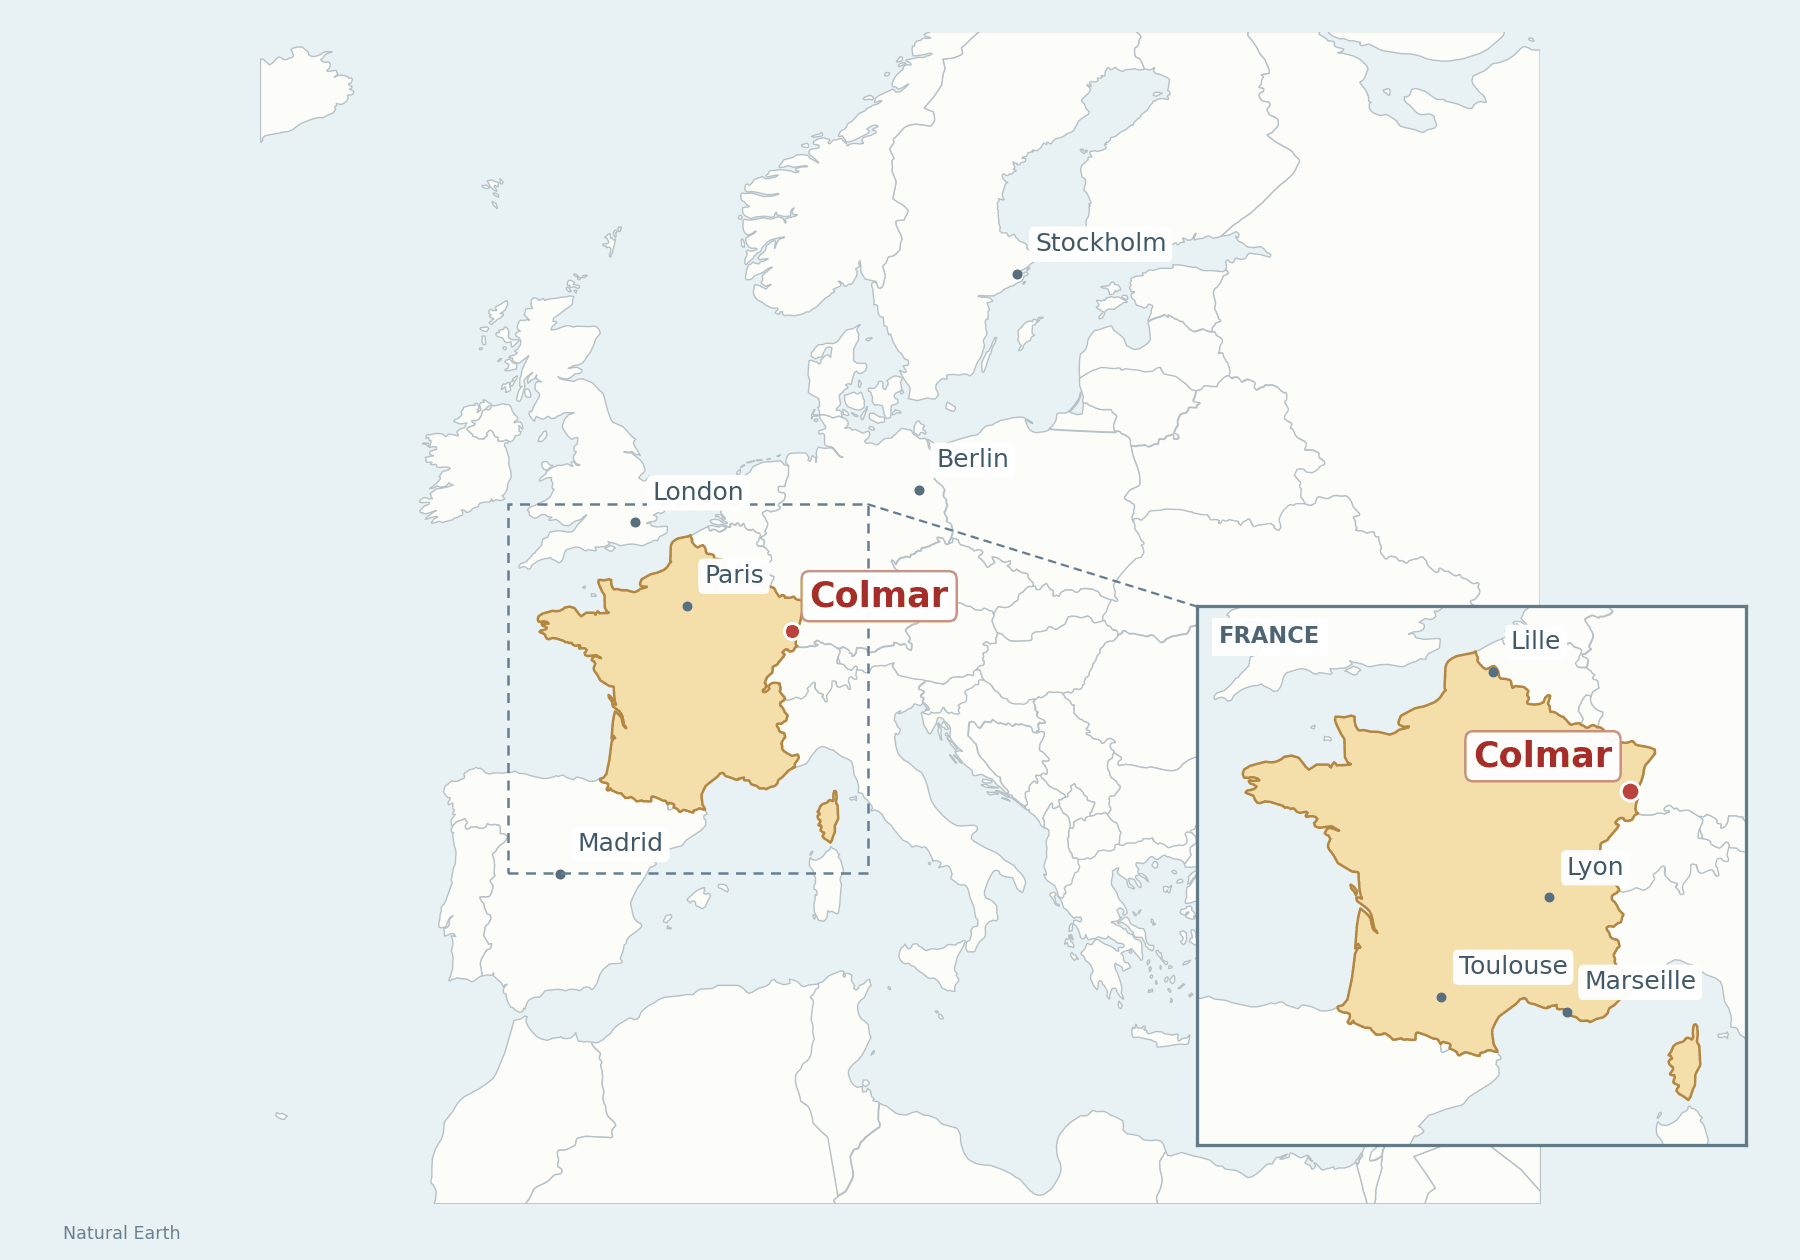 Stockholm
Berlin
London
Paris
Colmar
Madrid
FRANCE
Lille
Colmar
Lyon
Toulouse
Marseille
Natural Earth